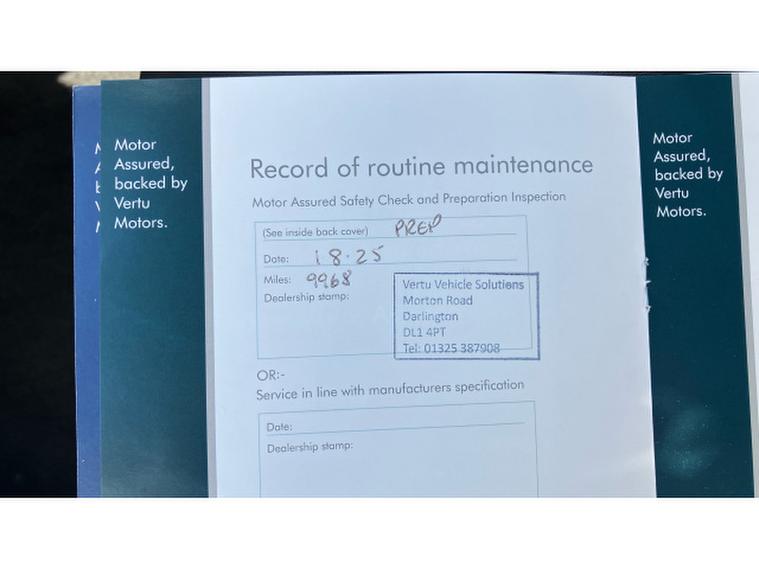 Motor
Assured,
backed by
Vertu
Motors.
Record of routine maintenance
Motor Assured Safety Check and Preparation Inspection
(See inside back cover) PREP
Date: 18.25
Miles: 9968
Dealership stamp:
Vertu Vehicle Solutions
Morton Road
Darlington
DL1 4PT
Tel: 01325 387908
OR:-
Service in line with manufacturers specification
Date:
Dealership stamp:
Motor
Assured,
backed by
Vertu
Motors.